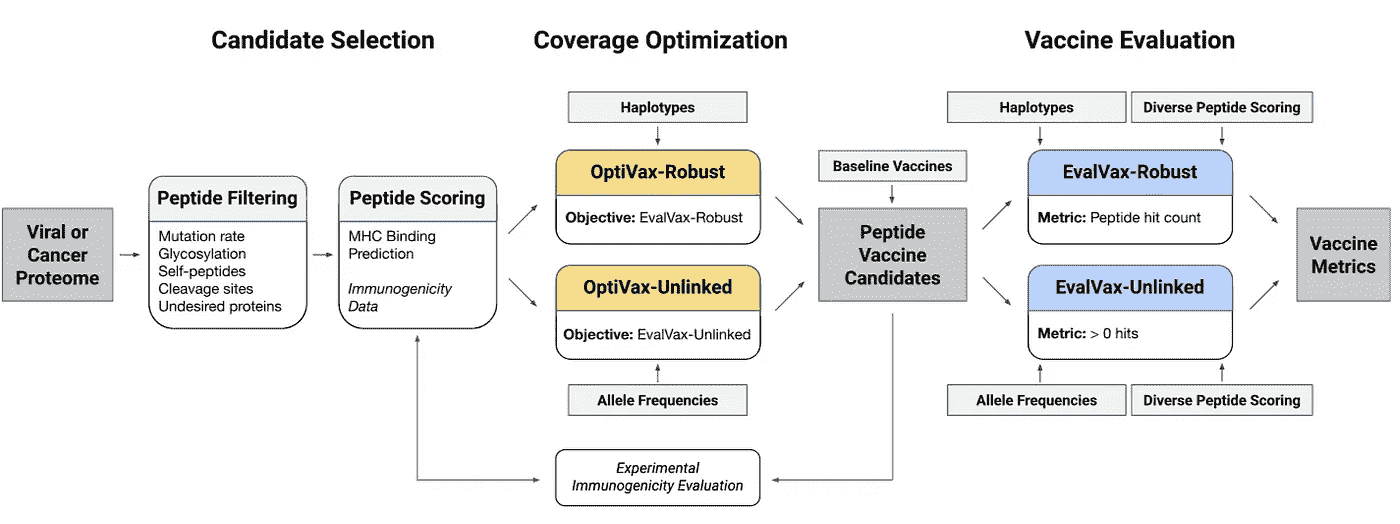 Candidate Selection
Coverage Optimization
Vaccine Evaluation
Viral or
Cancer
Proteome
Peptide Filtering
Mutation rate
Glycosylation
Self-peptides
Cleavage sites
Undesired proteins
Peptide Scoring
MHC Binding
Prediction
Immunogenicity
Data
Haplotypes
OptiVax-Robust
Objective: EvalVax-Robust
OptiVax-Unlinked
Objective: EvalVax-Unlinked
Allele Frequencies
Experimental
Immunogenicity Evaluation
Baseline Vaccines
Peptide
Vaccine
Candidates
Haplotypes
Diverse Peptide Scoring
EvalVax-Robust
Metric: Peptide hit count
EvalVax-Unlinked
Metric: > 0 hits
Allele Frequencies
Diverse Peptide Scoring
Vaccine
Metrics